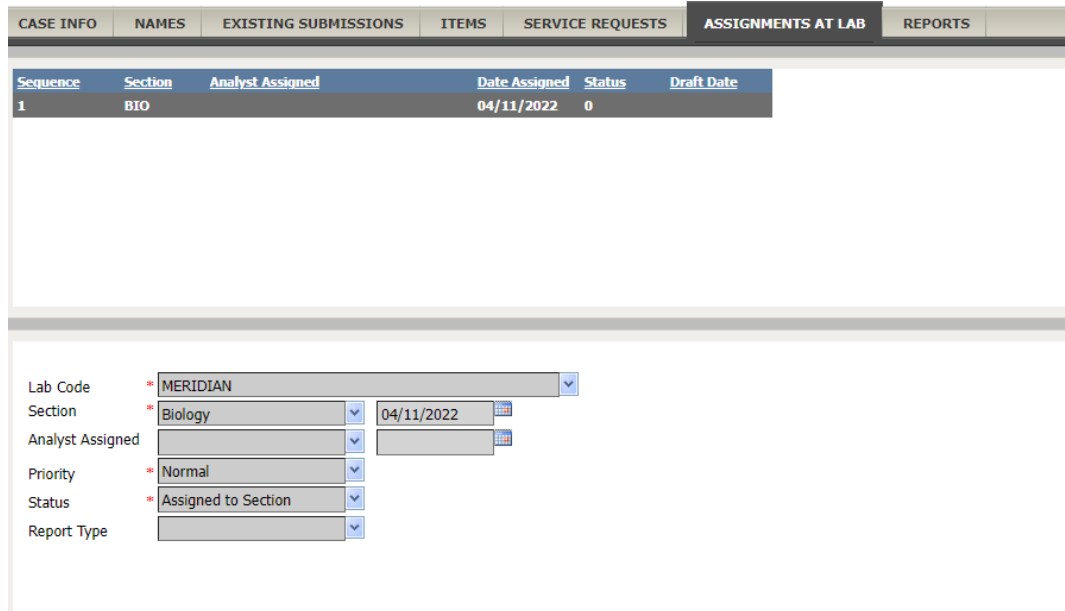 CASE INFO NAMES EXISTING SUBMISSIONS ITEMS SERVICE REQUESTS ASSIGNMENTS AT LAB REPORTS
Sequence Section Analyst Assigned Date Assigned Status Draft Date
1 BIO 04/11/2022 0
Lab Code * MERIDIAN
Section * Biology 04/11/2022
Analyst Assigned
Priority * Normal
Status * Assigned to Section
Report Type